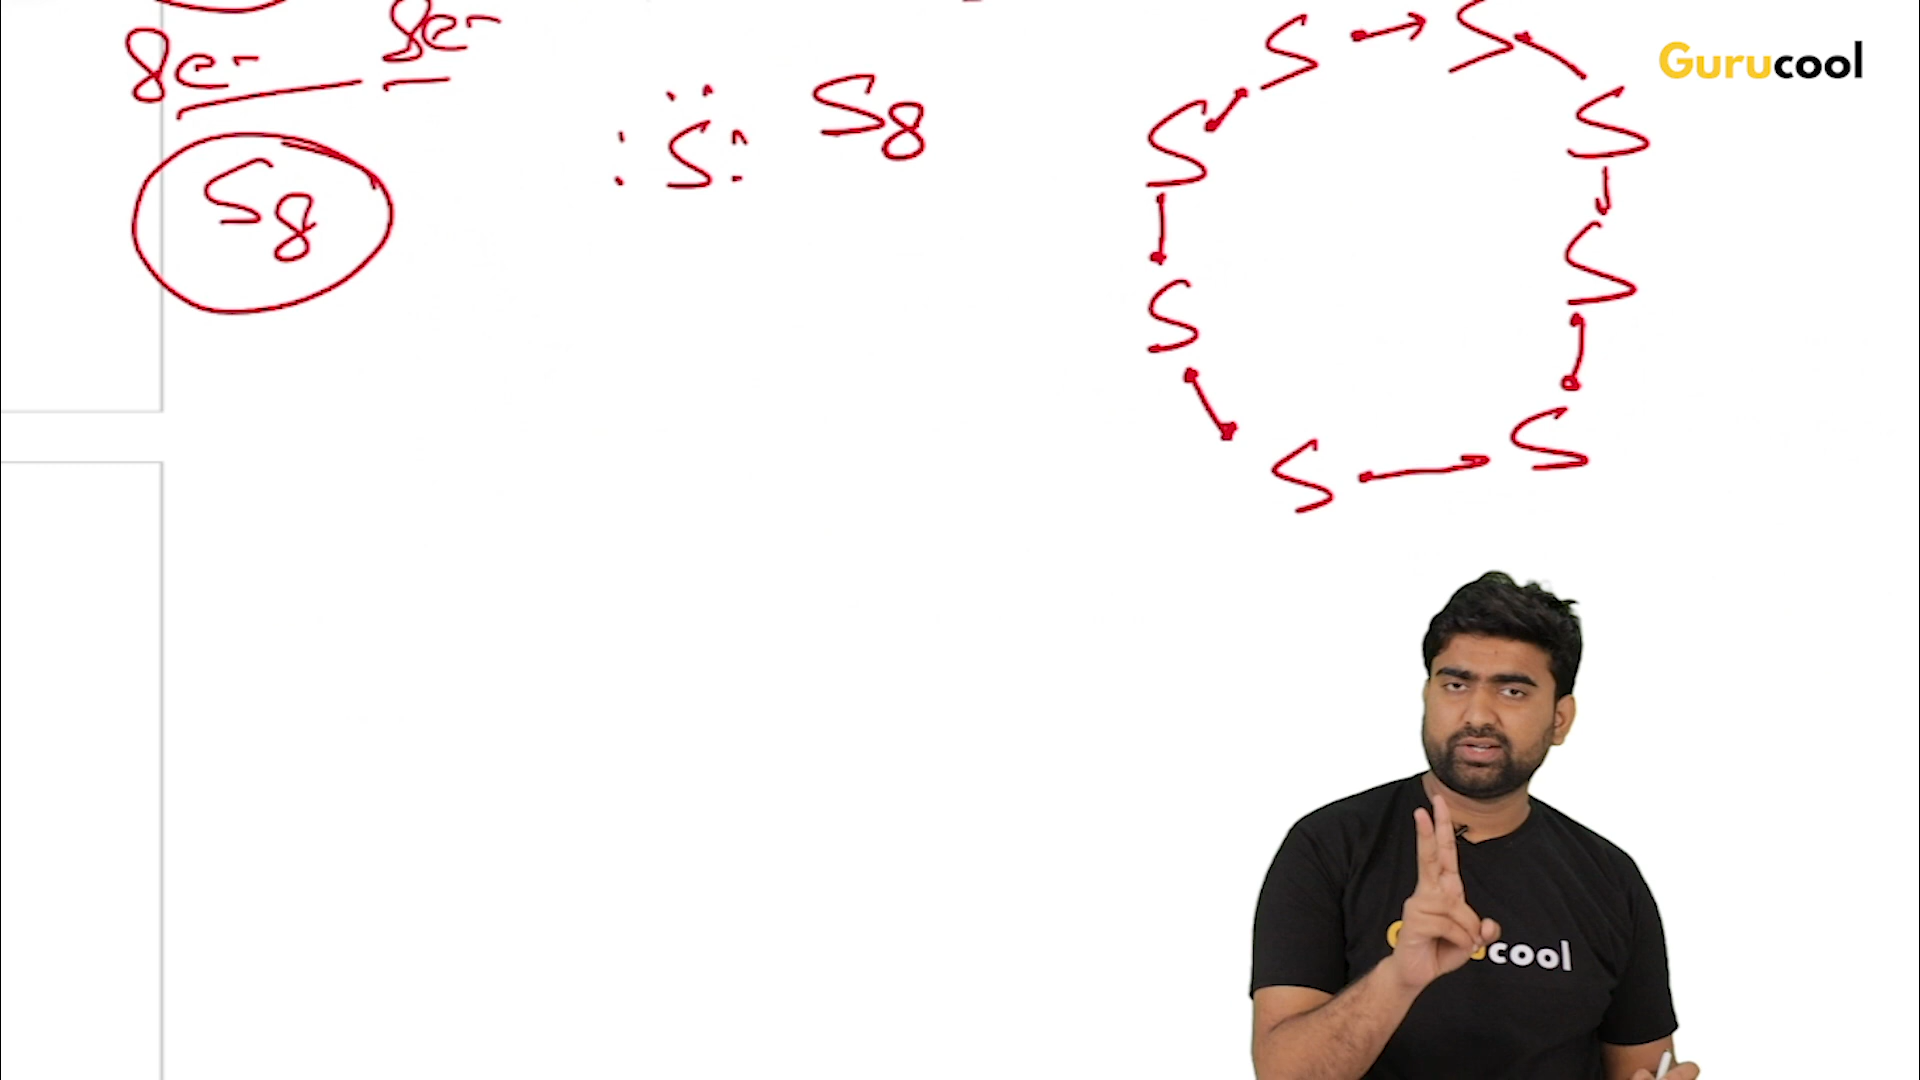 8e- 8e-
S8
:S: S8
S S
S S
S S
S S
Gurucool
cool